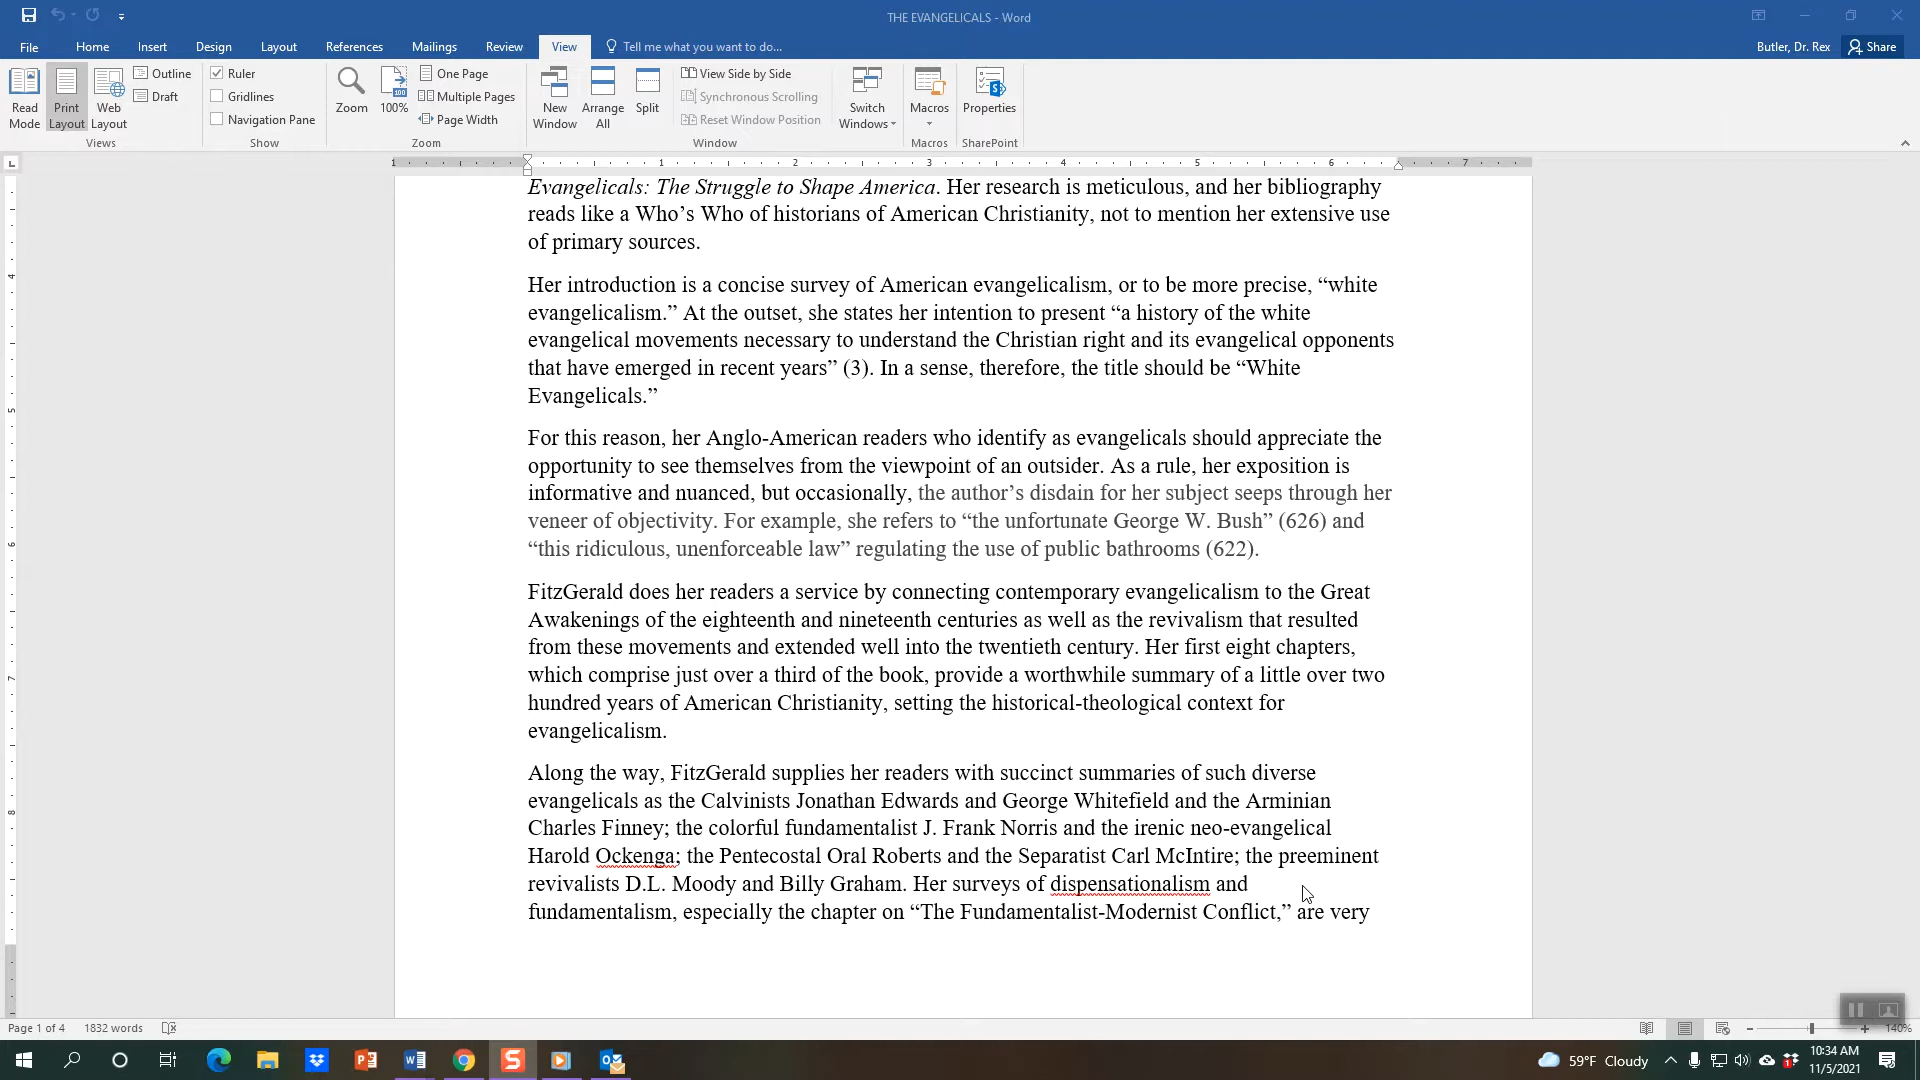 THE EVANGELICALS - Word
File Home Insert Design Layout References Mailings Review View Tell me what you want to do... Butler, Dr. Rex Share
Read Mode
Print Layout
Web Layout
Outline
Draft
Views
Ruler
Gridlines
Navigation Pane
Show
Zoom
100%
One Page
Multiple Pages
Page Width
Zoom
New Window
Arrange All
Split
View Side by Side
Synchronous Scrolling
Reset Window Position
Window
Switch Windows
Macros
Macros
Properties
SharePoint
1 1 2 3 4 5 6 7
Evangelicals: The Struggle to Shape America. Her research is meticulous, and her bibliography
reads like a Who’s Who of historians of American Christianity, not to mention her extensive use
of primary sources.
Her introduction is a concise survey of American evangelicalism, or to be more precise, “white
evangelicalism.” At the outset, she states her intention to present “a history of the white
evangelical movements necessary to understand the Christian right and its evangelical opponents
that have emerged in recent years” (3). In a sense, therefore, the title should be “White
Evangelicals.”
For this reason, her Anglo-American readers who identify as evangelicals should appreciate the
opportunity to see themselves from the viewpoint of an outsider. As a rule, her exposition is
informative and nuanced, but occasionally, the author’s disdain for her subject seeps through her
veneer of objectivity. For example, she refers to “the unfortunate George W. Bush” (626) and
“this ridiculous, unenforceable law” regulating the use of public bathrooms (622).
FitzGerald does her readers a service by connecting contemporary evangelicalism to the Great
Awakenings of the eighteenth and nineteenth centuries as well as the revivalism that resulted
from these movements and extended well into the twentieth century. Her first eight chapters,
which comprise just over a third of the book, provide a worthwhile summary of a little over two
hundred years of American Christianity, setting the historical-theological context for
evangelicalism.
Along the way, FitzGerald supplies her readers with succinct summaries of such diverse
evangelicals as the Calvinists Jonathan Edwards and George Whitefield and the Arminian
Charles Finney; the colorful fundamentalist J. Frank Norris and the irenic neo-evangelical
Harold Ockenga; the Pentecostal Oral Roberts and the Separatist Carl McIntire; the preeminent
revivalists D.L. Moody and Billy Graham. Her surveys of dispensationalism and
fundamentalism, especially the chapter on “The Fundamentalist-Modernist Conflict,” are very
Page 1 of 4 1832 words 140%
59°F Cloudy 10:34 AM
11/5/2021